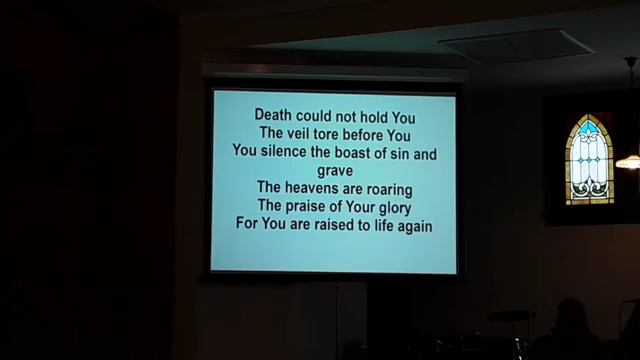 Death could not hold You
The veil tore before You
You silence the boast of sin and
grave
The heavens are roaring
The praise of Your glory
For You are raised to life again